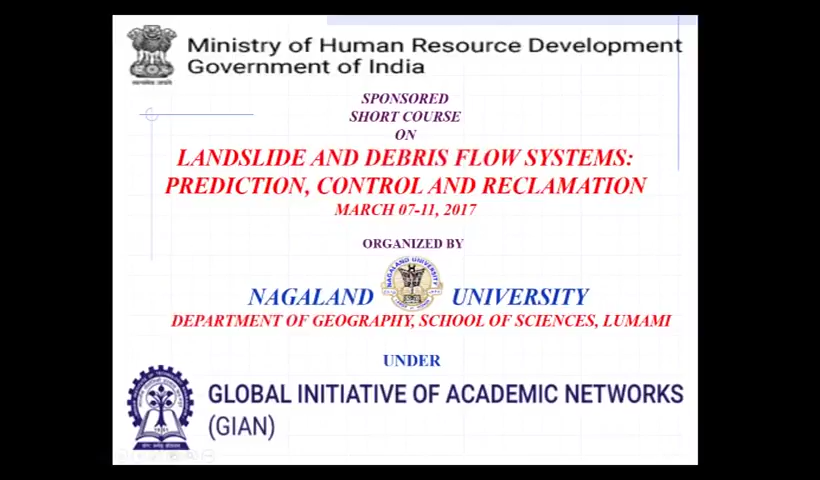 Ministry of Human Resource Development
Government of India
SPONSORED
SHORT COURSE
ON
LANDSLIDE AND DEBRIS FLOW SYSTEMS:
PREDICTION, CONTROL AND RECLAMATION
MARCH 07-11, 2017
ORGANIZED BY
NAGALAND UNIVERSITY
NAGALAND UNIVERSITY
DEPARTMENT OF GEOGRAPHY, SCHOOL OF SCIENCES, LUMAMI
UNDER
GLOBAL INITIATIVE OF ACADEMIC NETWORKS
(GIAN)